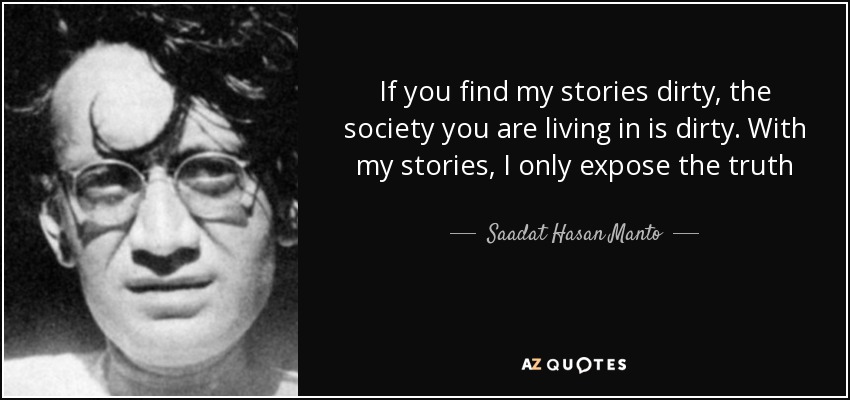 If you find my stories dirty, the
society you are living in is dirty. With
my stories, I only expose the truth
Saadat Hasan Manto
AZ QUOTES